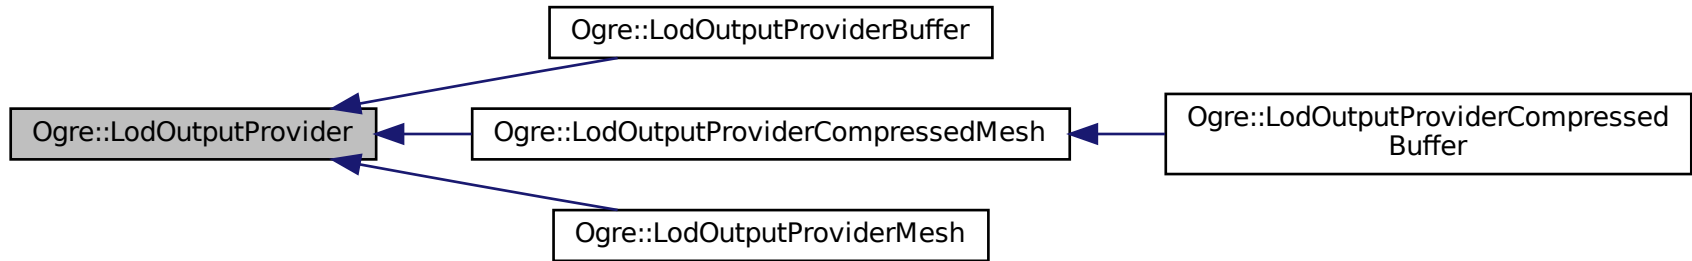 Ogre::LodOutputProviderBuffer
Ogre::LodOutputProvider
Ogre::LodOutputProviderCompressedMesh
Ogre::LodOutputProviderCompressed
Buffer
Ogre::LodOutputProviderMesh